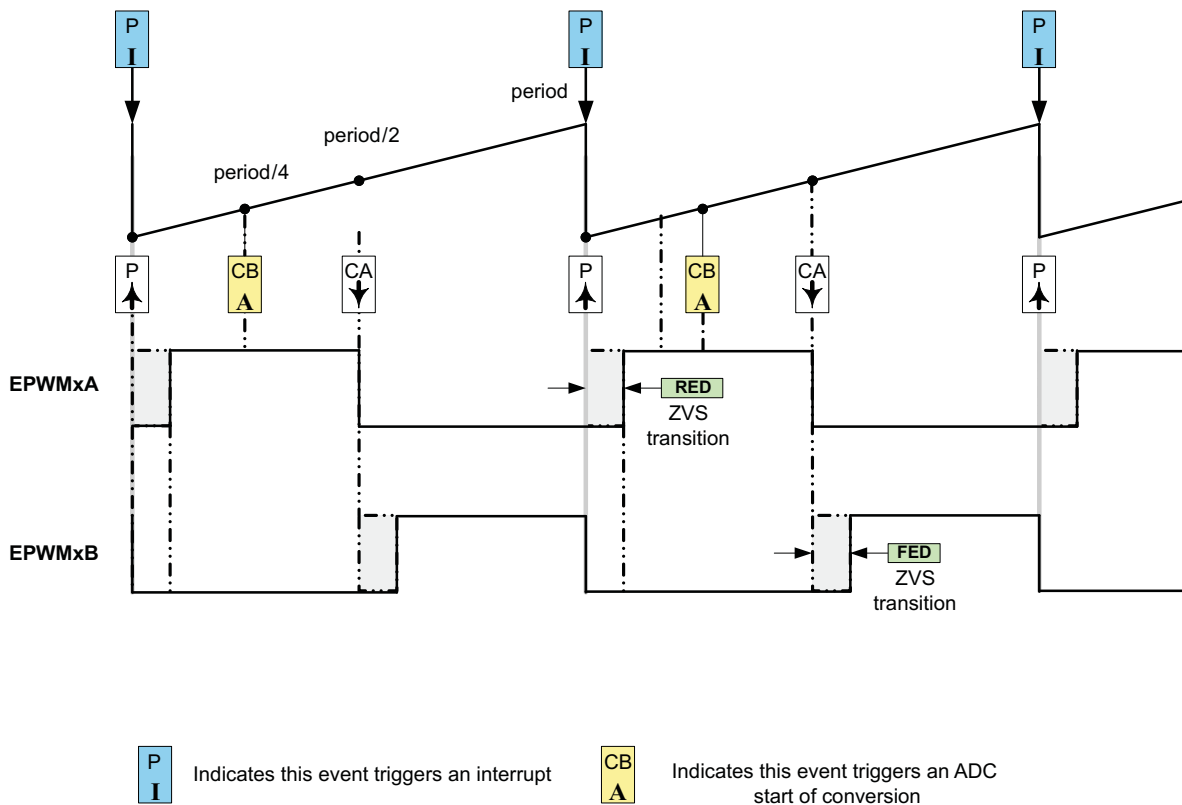 P
I
P
I
P
I
period
period/2
period/4
P
CB
A
CA
P
CB
A
CA
P
EPWMxA
RED
ZVS
transition
EPWMxB
FED
ZVS
transition
P
I
Indicates this event triggers an interrupt
CB
A
Indicates this event triggers an ADC
start of conversion